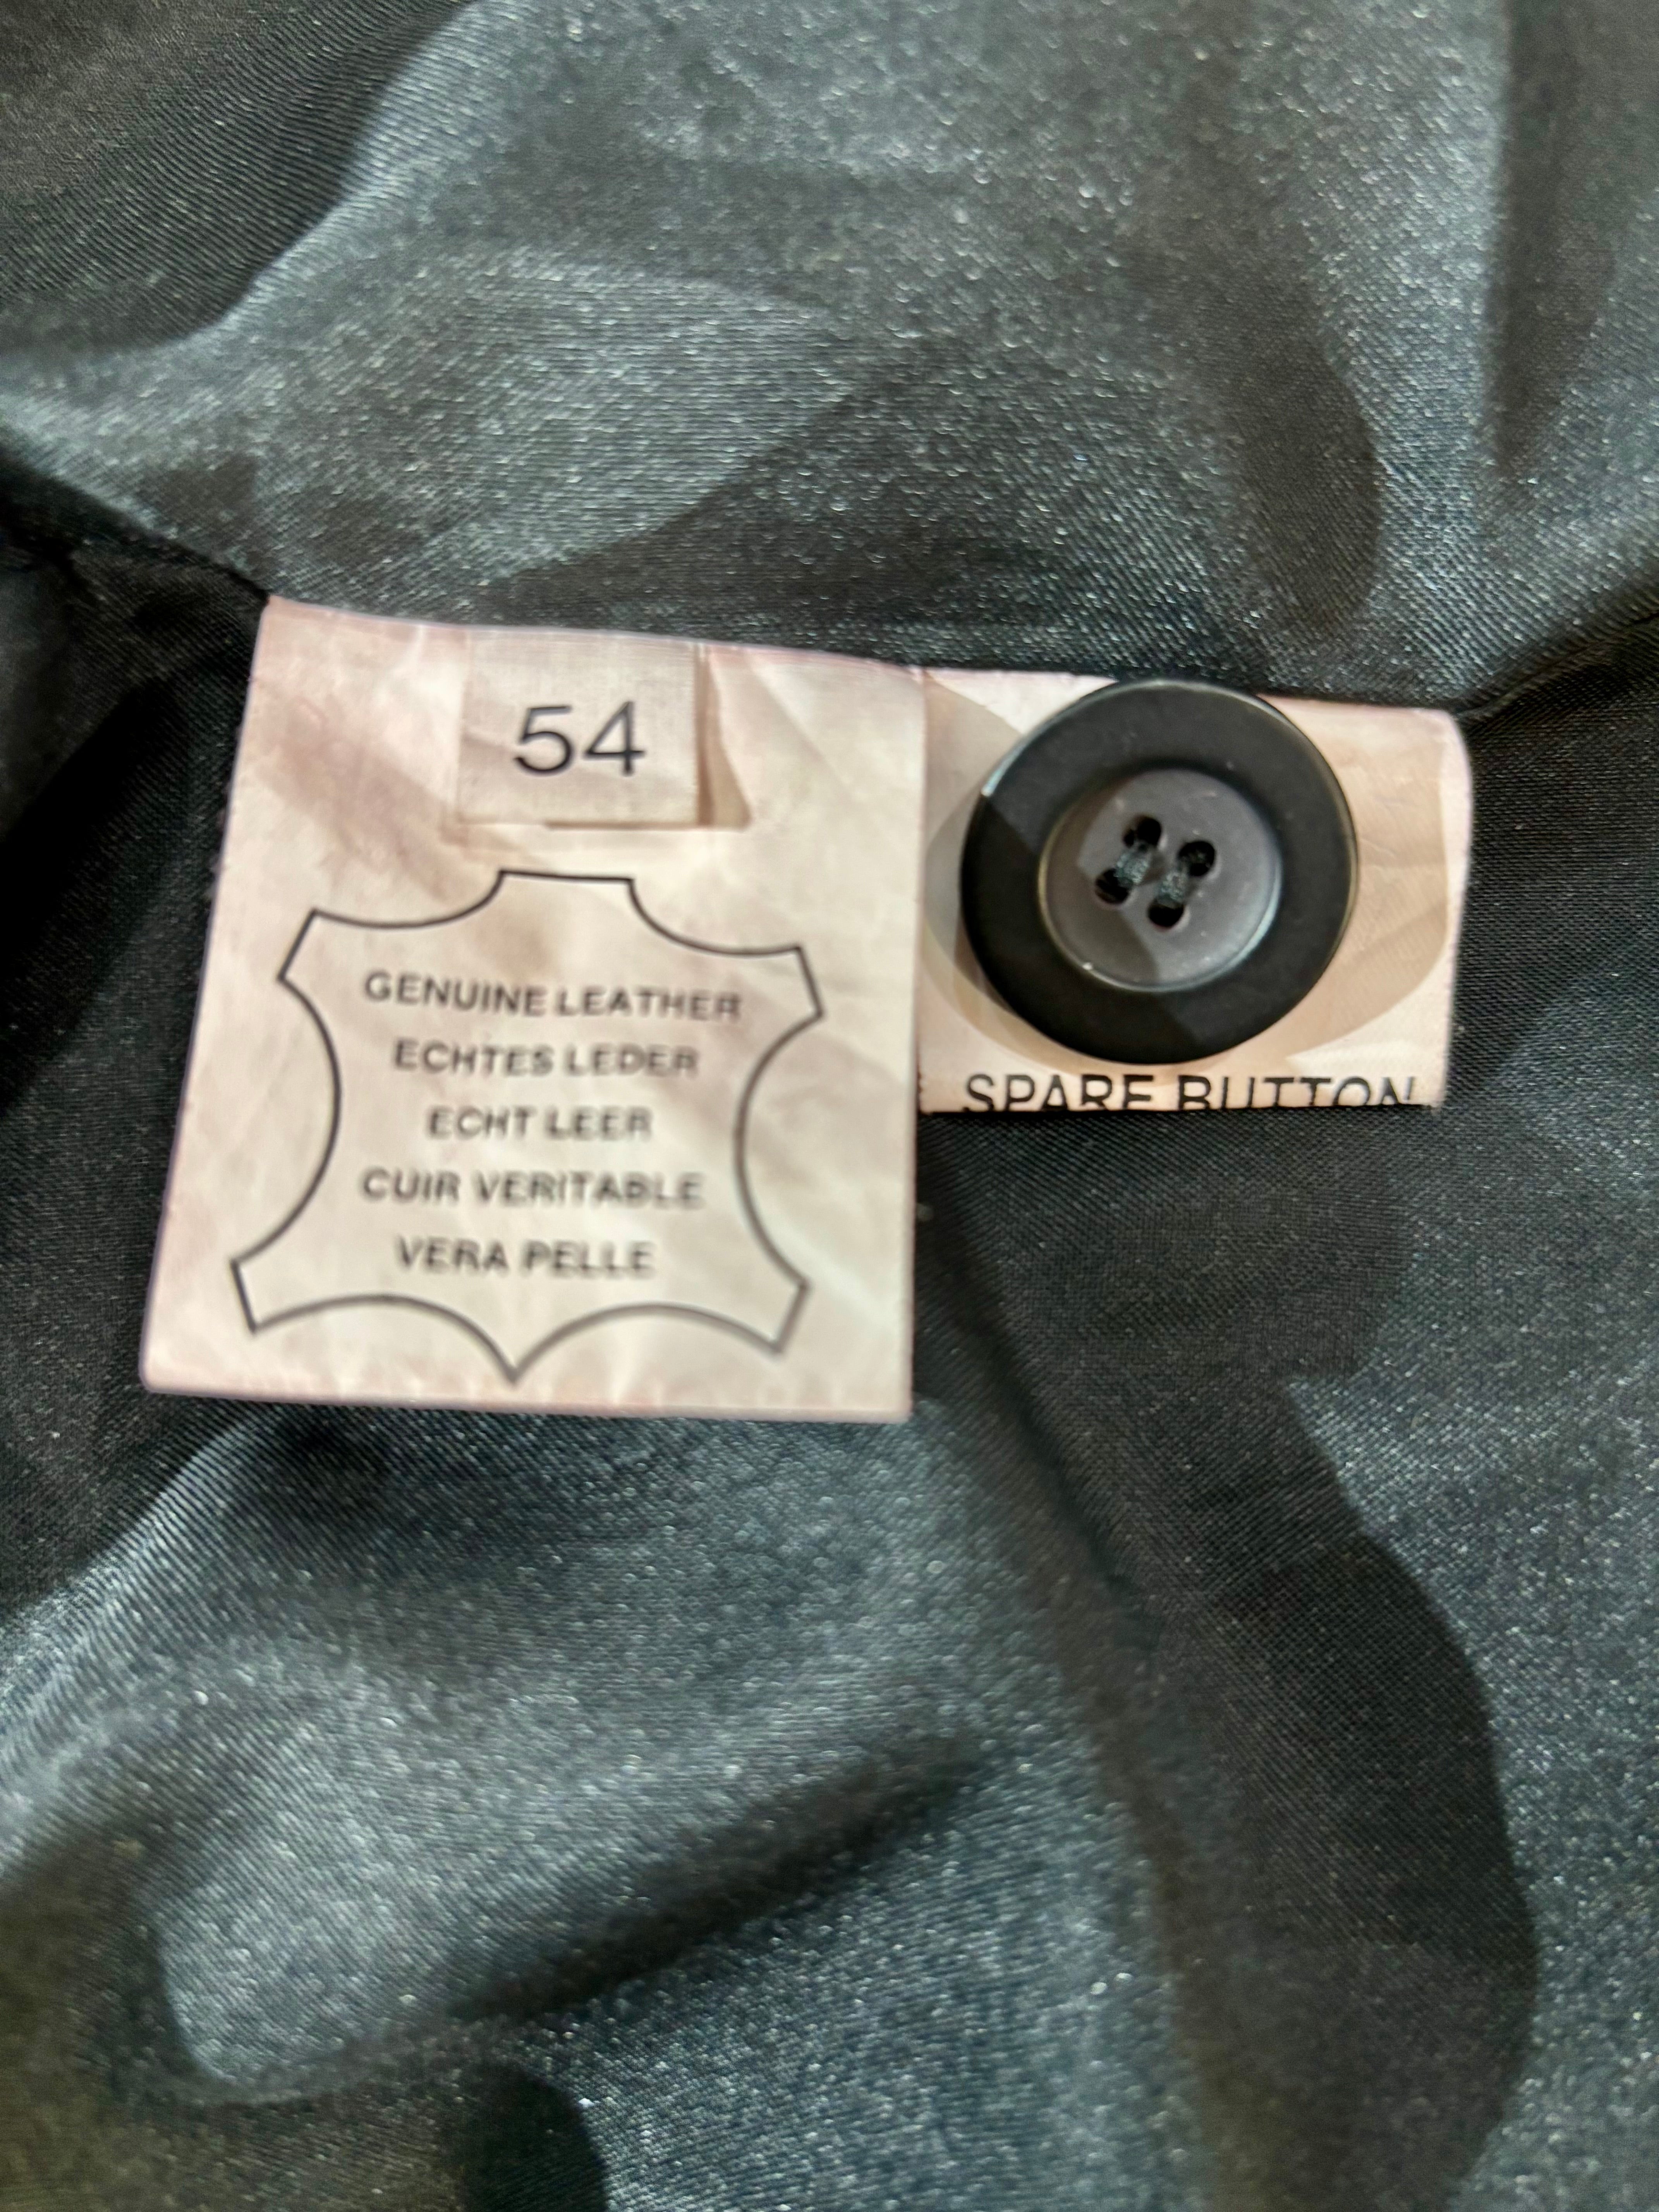 54
GENUINE LEATHER
ECHTES LEDER
ECHT LEER
CUIR VERITABLE
VERA PELLE
SPARE BUTTON